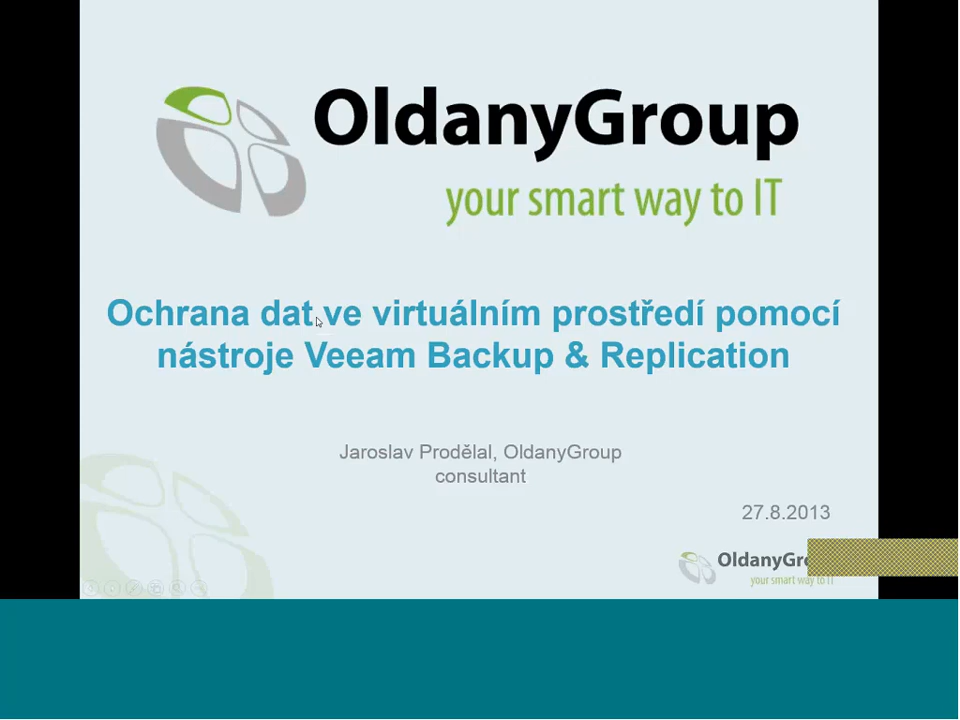 OldanyGroup
your smart way to IT
Ochrana dat ve virtuálním prostředí pomocí
nástroje Veeam Backup & Replication
Jaroslav Prodělal, OldanyGroup
consultant
27.8.2013
your smart way to IT